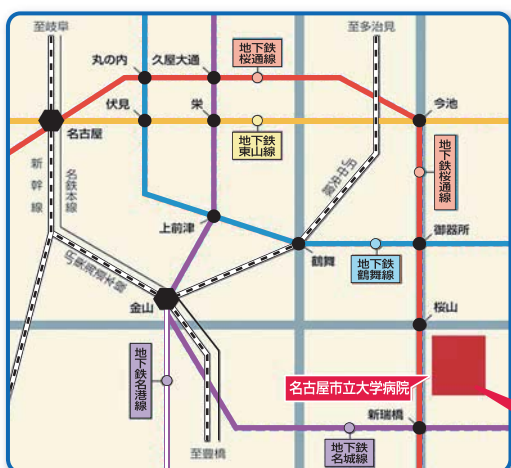 至岐阜
至多治見
丸の内
久屋大通
地下鉄
桜通線
伏見
栄
今池
名古屋
地下鉄
東山線
地下鉄桜通線
新幹線
名鉄本線
JR中央線
上前津
御器所
鶴舞
地下鉄
鶴舞線
JR東海道本線
金山
桜山
地下鉄名港線
名古屋市立大学病院
新瑞橋
至豊橋
地下鉄
名城線